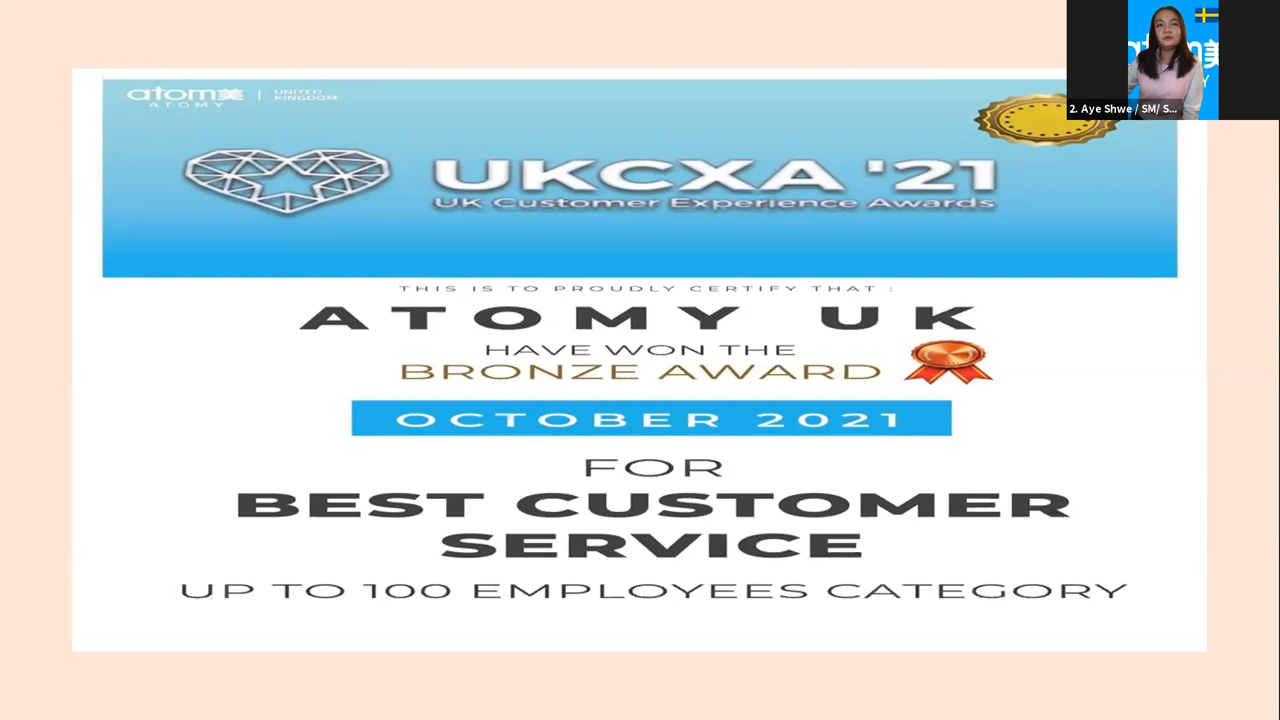 atom美 | UNITED KINGDOM
ATOMY
UKCXA '21
UK Customer Experience Awards
THIS IS TO PROUDLY CERTIFY THAT :
ATOMY UK
HAVE WON THE
BRONZE AWARD
OCTOBER 2021
FOR
BEST CUSTOMER
SERVICE
UP TO 100 EMPLOYEES CATEGORY
2. Aye Shwe / SM/ S...